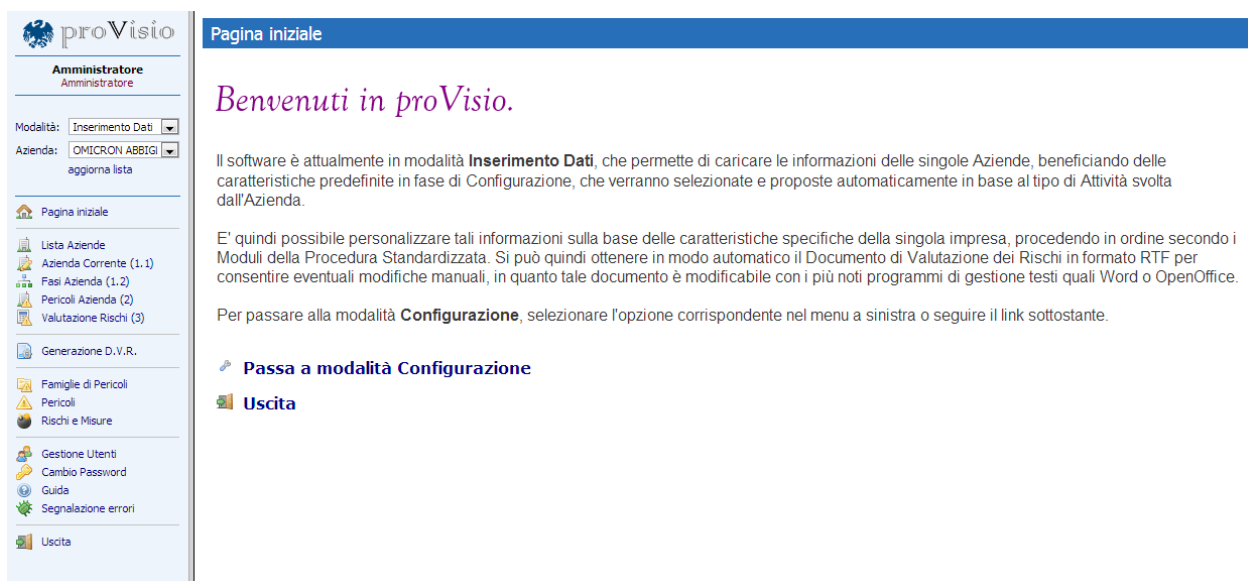 proVisio
Amministratore
Amministratore
Modalità: Inserimento Dati
Azienda: OMICRON ABBIGI
aggiorna lista
Pagina iniziale
Lista Aziende
Azienda Corrente (1.1)
Fasi Azienda (1.2)
Pericoli Azienda (2)
Valutazione Rischi (3)
Generazione D.V.R.
Famiglie di Pericoli
Pericoli
Rischi e Misure
Gestione Utenti
Cambio Password
Guida
Segnalazione errori
Uscita
Pagina iniziale
Benvenuti in proVisio.
Il software è attualmente in modalità Inserimento Dati, che permette di caricare le informazioni delle singole Aziende, beneficiando delle
caratteristiche predefinite in fase di Configurazione, che verranno selezionate e proposte automaticamente in base al tipo di Attività svolta
dall'Azienda.
E' quindi possibile personalizzare tali informazioni sulla base delle caratteristiche specifiche della singola impresa, procedendo in ordine secondo i
Moduli della Procedura Standardizzata. Si può quindi ottenere in modo automatico il Documento di Valutazione dei Rischi in formato RTF per
consentire eventuali modifiche manuali, in quanto tale documento è modificabile con i più noti programmi di gestione testi quali Word o OpenOffice.
Per passare alla modalità Configurazione, selezionare l'opzione corrispondente nel menu a sinistra o seguire il link sottostante.
Passa a modalità Configurazione
Uscita